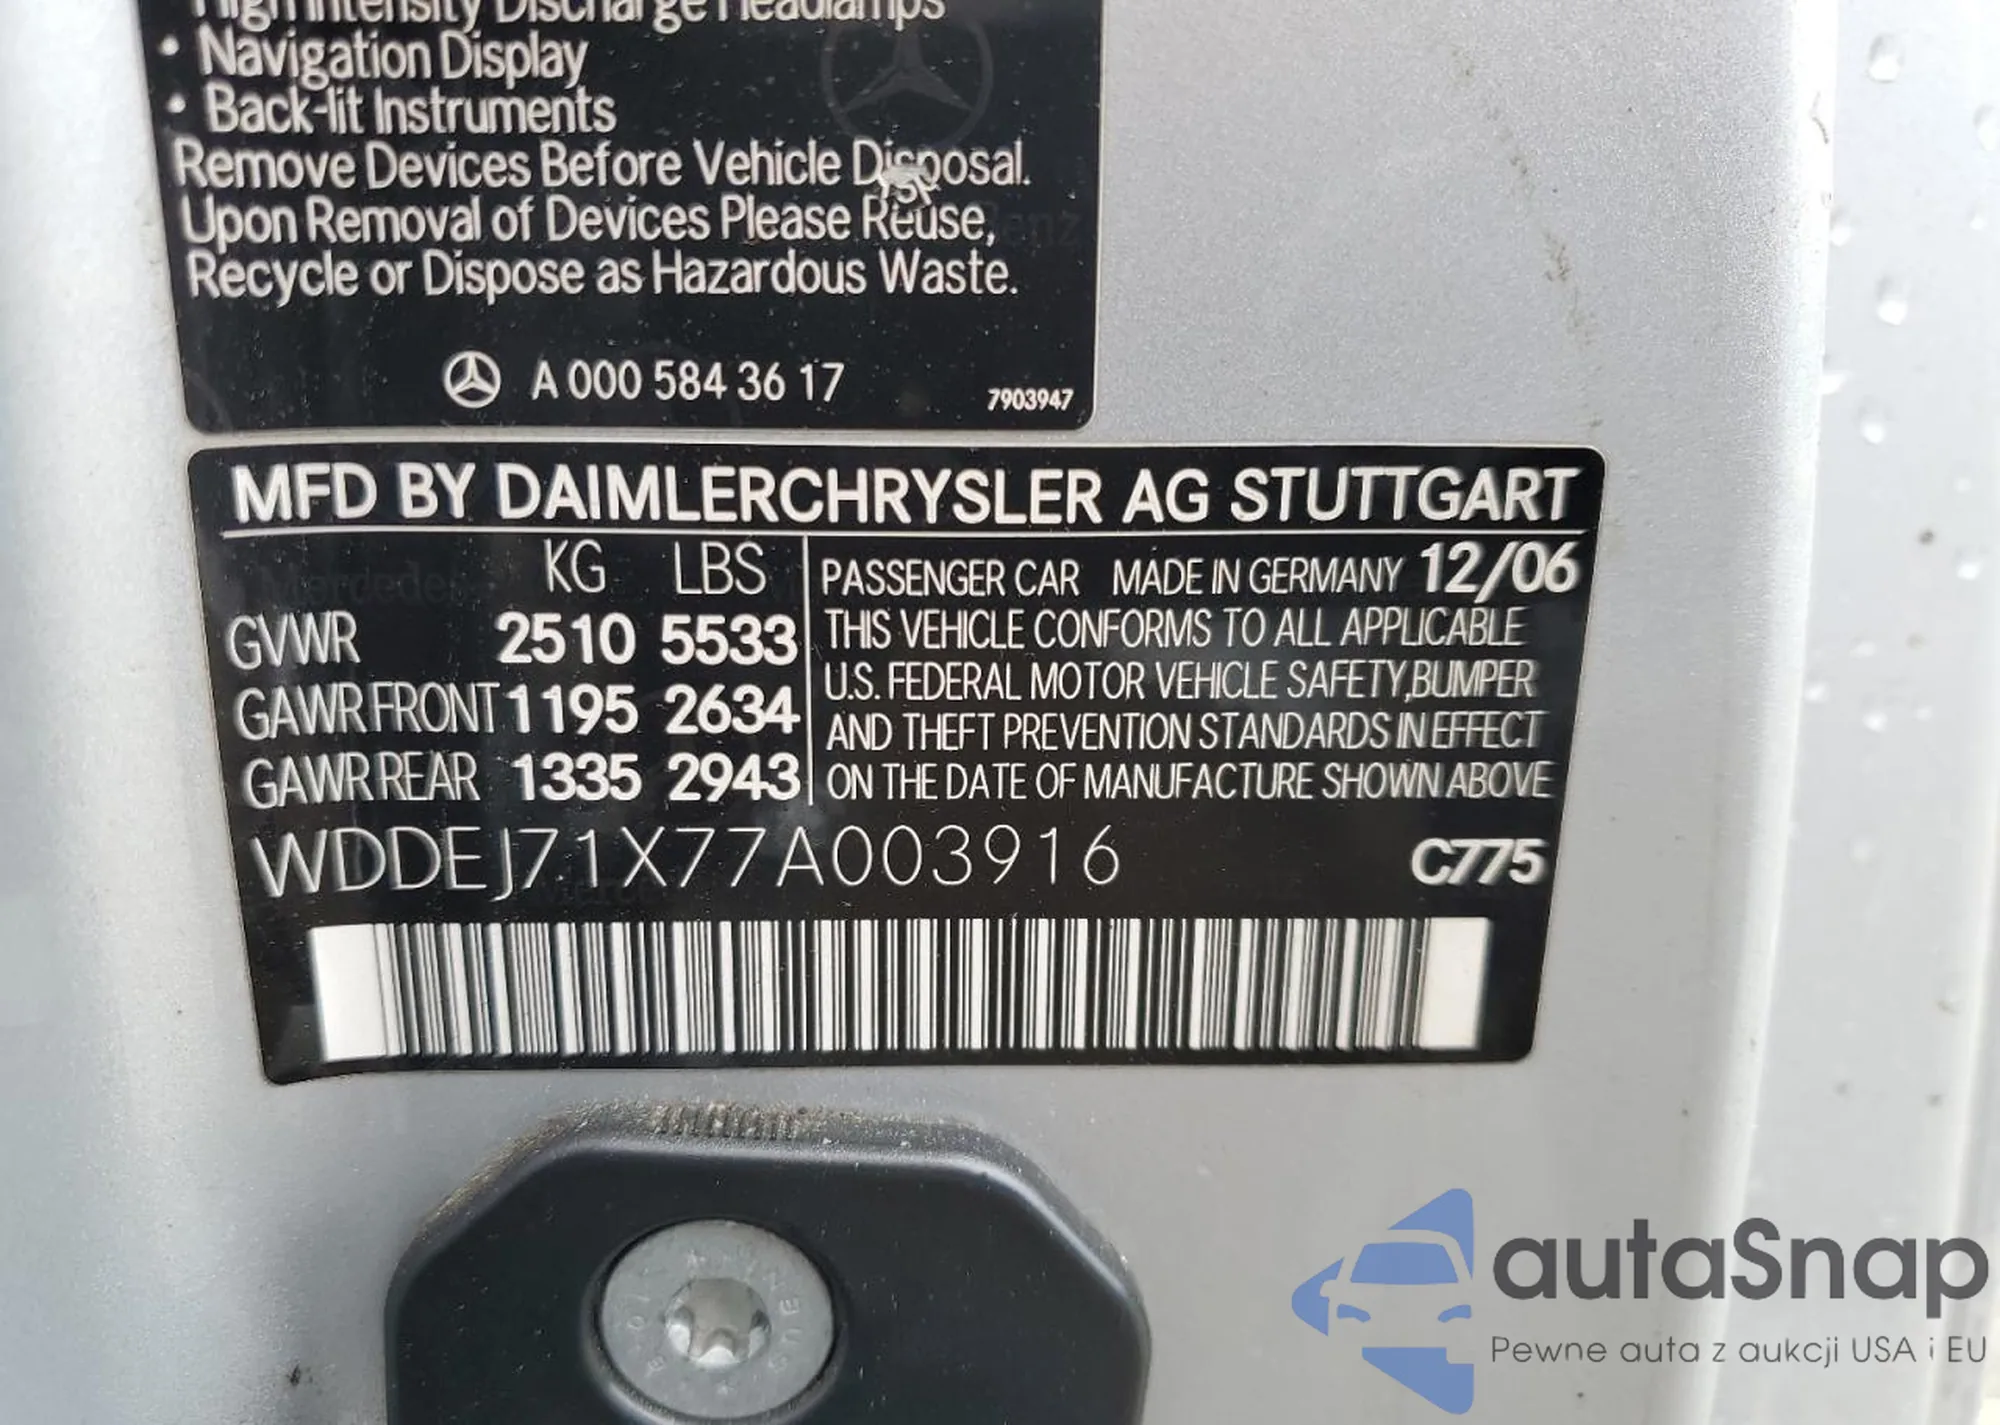 High Intensity Discharge Headlamps
• Navigation Display
• Back-lit Instruments
Remove Devices Before Vehicle Disposal.
Upon Removal of Devices Please Reuse,
Recycle or Dispose as Hazardous Waste.
A 000 584 36 17
7903947
MFD BY DAIMLERCHRYSLER AG STUTTGART
KG LBS
GVWR 2510 5533
GAWR FRONT 1195 2634
GAWR REAR 1335 2943
PASSENGER CAR MADE IN GERMANY 12/06
THIS VEHICLE CONFORMS TO ALL APPLICABLE
U.S. FEDERAL MOTOR VEHICLE SAFETY, BUMPER
AND THEFT PREVENTION STANDARDS IN EFFECT
ON THE DATE OF MANUFACTURE SHOWN ABOVE
WDDEJ71X77A003916
C775
autaSnap
Pewne auta z aukcji USA i EU